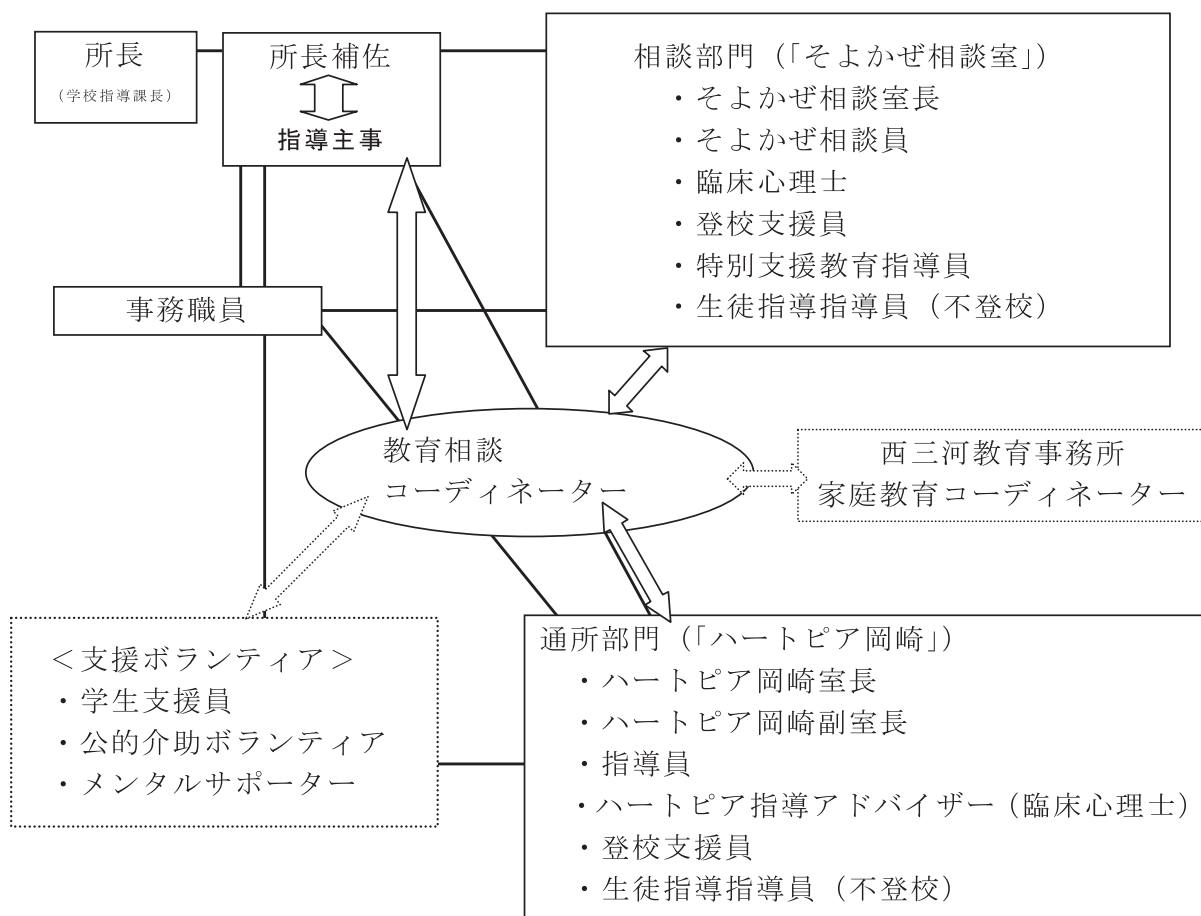 所長
（学校指導課長）
所長補佐
指導主事
相談部門（「そよかぜ相談室」）
・そよかぜ相談室長
・そよかぜ相談員
・臨床心理士
・登校支援員
・特別支援教育指導員
・生徒指導指導員（不登校）
事務職員
教育相談
コーディネーター
西三河教育事務所
家庭教育コーディネーター
＜支援ボランティア＞
・学生支援員
・公的介助ボランティア
・メンタルサポーター
通所部門（「ハートピア岡崎」）
・ハートピア岡崎室長
・ハートピア岡崎副室長
・指導員
・ハートピア指導アドバイザー（臨床心理士）
・登校支援員
・生徒指導指導員（不登校）